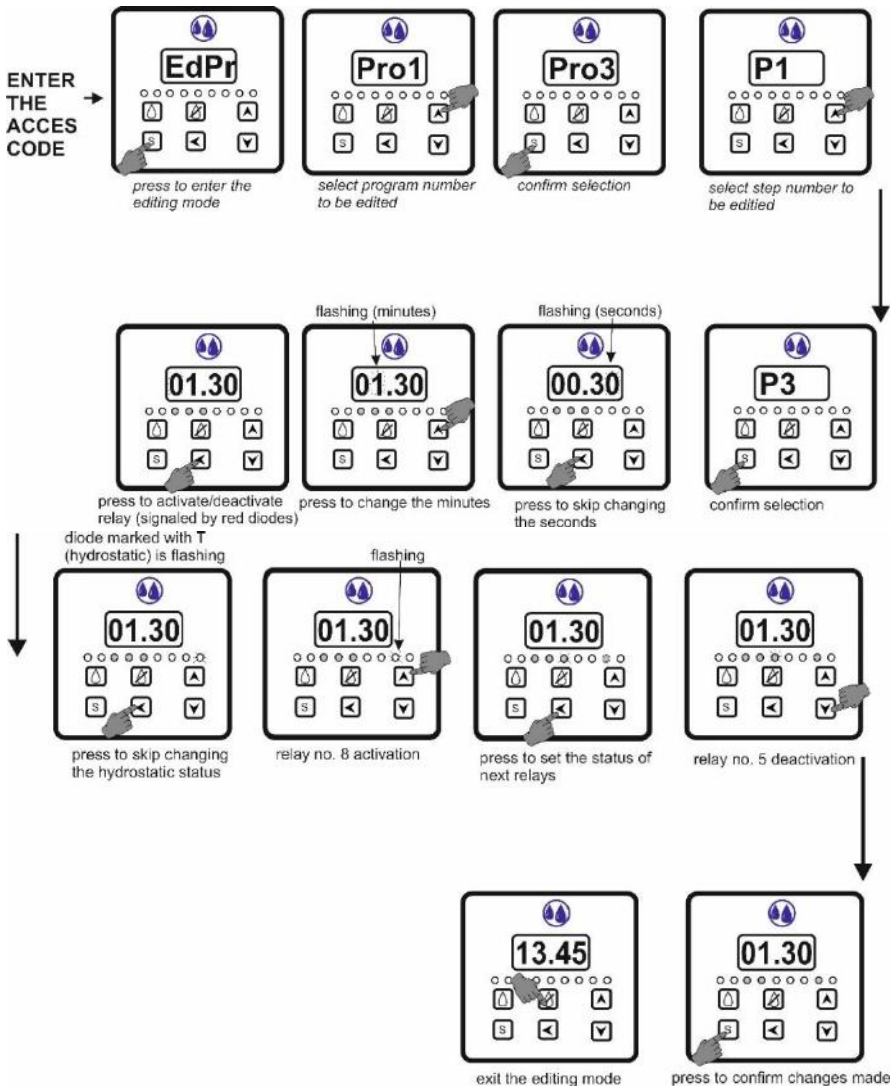 ENTER
THE
ACCES
CODE
EdPr
S
press to enter the
editing mode
Pro1
S
select program number
to be edited
Pro3
S
confirm selection
P1
S
select step number to
be editied
01.30
S
press to activate/deactivate
relay (signaled by red diodes)
flashing (minutes)
01.30
S
press to change the minutes
flashing (seconds)
00.30
S
press to skip changing
the seconds
P3
S
confirm selection
diode marked with T
(hydrostatic) is flashing
01.30
S
press to skip changing
the hydrostatic status
flashing
01.30
S
relay no. 8 activation
01.30
S
press to set the status of
next relays
01.30
S
relay no. 5 deactivation
13.45
S
exit the editing mode
01.30
S
press to confirm changes made